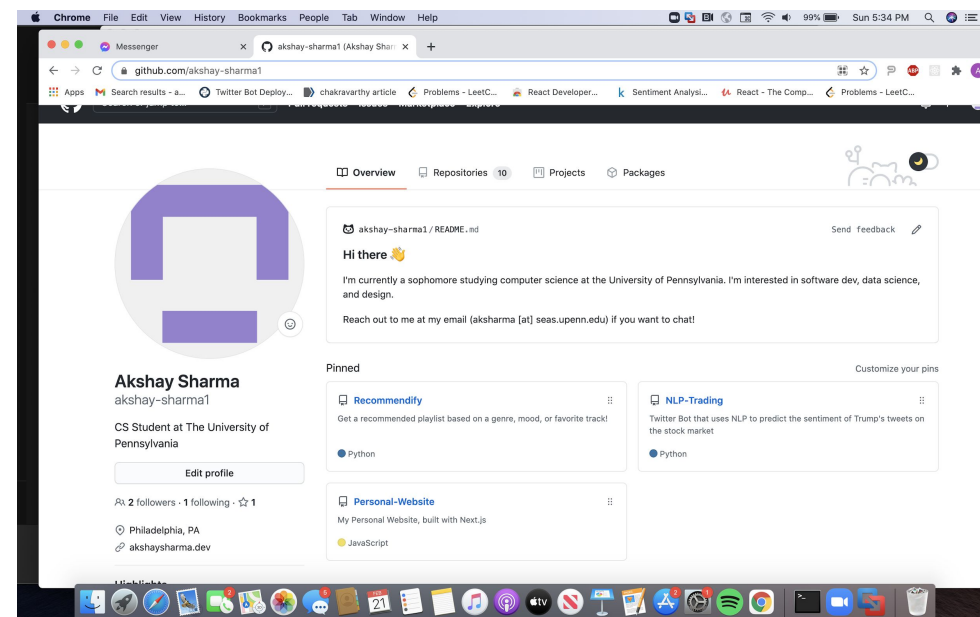 Chrome File Edit View History Bookmarks People Tab Window Help 99% Sun 5:34 PM
Messenger akshay-sharma1 (Akshay Shar
github.com/akshay-sharma1 ABP
Apps Search results - a... Twitter Bot Deploy... chakravarthy article Problems - LeetC... React Developer... Sentiment Analysi... React - The Comp... Problems - LeetC...
Overview Repositories 10 Projects Packages
akshay-sharma1/README.md Send feedback
Hi there 👋
I'm currently a sophomore studying computer science at the University of Pennsylvania. I'm interested in software dev, data science,
and design.
Reach out to me at my email (aksharma [at] seas.upenn.edu) if you want to chat!
Akshay Sharma
akshay-sharma1
CS Student at The University of
Pennsylvania
Edit profile
2 followers · 1 following · 1
Philadelphia, PA
akshaysharma.dev
Pinned Customize your pins
Recommendify
Get a recommended playlist based on a genre, mood, or favorite track!
Python
NLP-Trading
Twitter Bot that uses NLP to predict the sentiment of Trump's tweets on
the stock market
Python
Personal-Website
My Personal Website, built with Next.js
JavaScript
2 6 FEB 21 tv 2 1